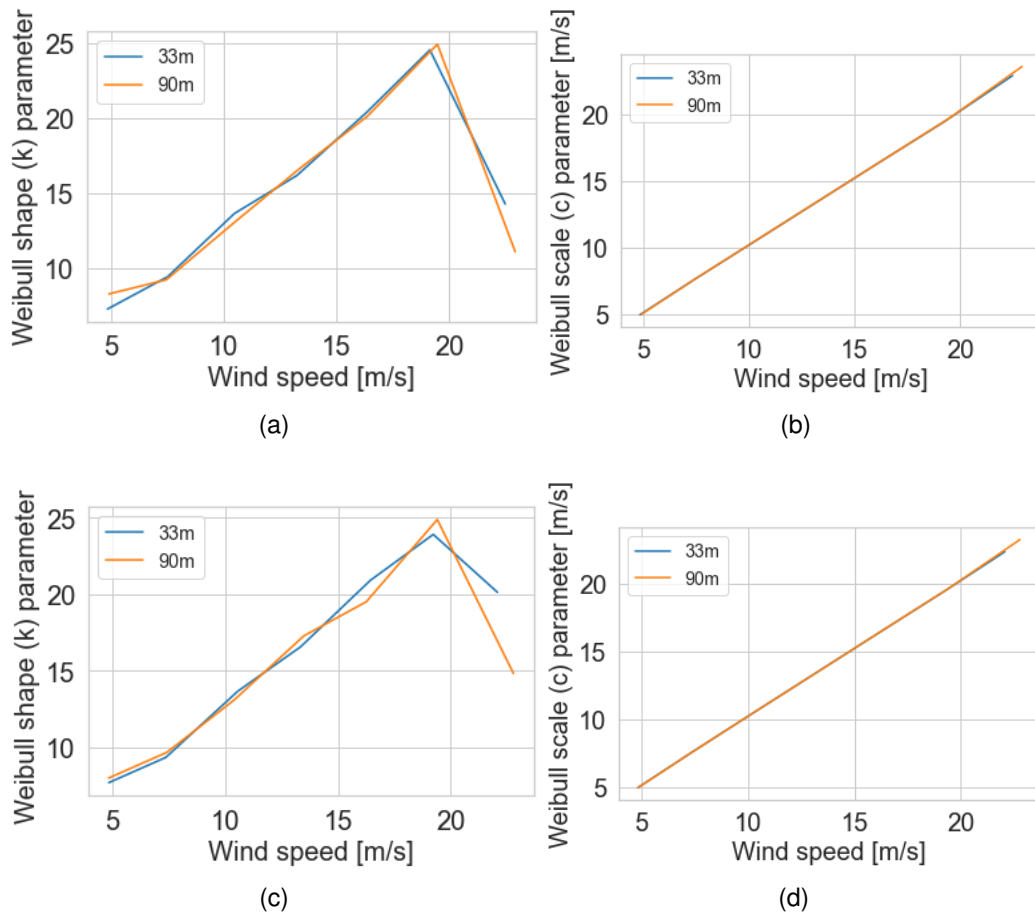 Weibull shape (k) parameter
25
20
15
10
33m
90m
5 10 15 20
Wind speed [m/s]
(a)
Weibull scale (c) parameter [m/s]
20
15
10
5
33m
90m
5 10 15 20
Wind speed [m/s]
(b)
Weibull shape (k) parameter
25
20
15
10
33m
90m
5 10 15 20
Wind speed [m/s]
(c)
Weibull scale (c) parameter [m/s]
20
15
10
5
33m
90m
5 10 15 20
Wind speed [m/s]
(d)